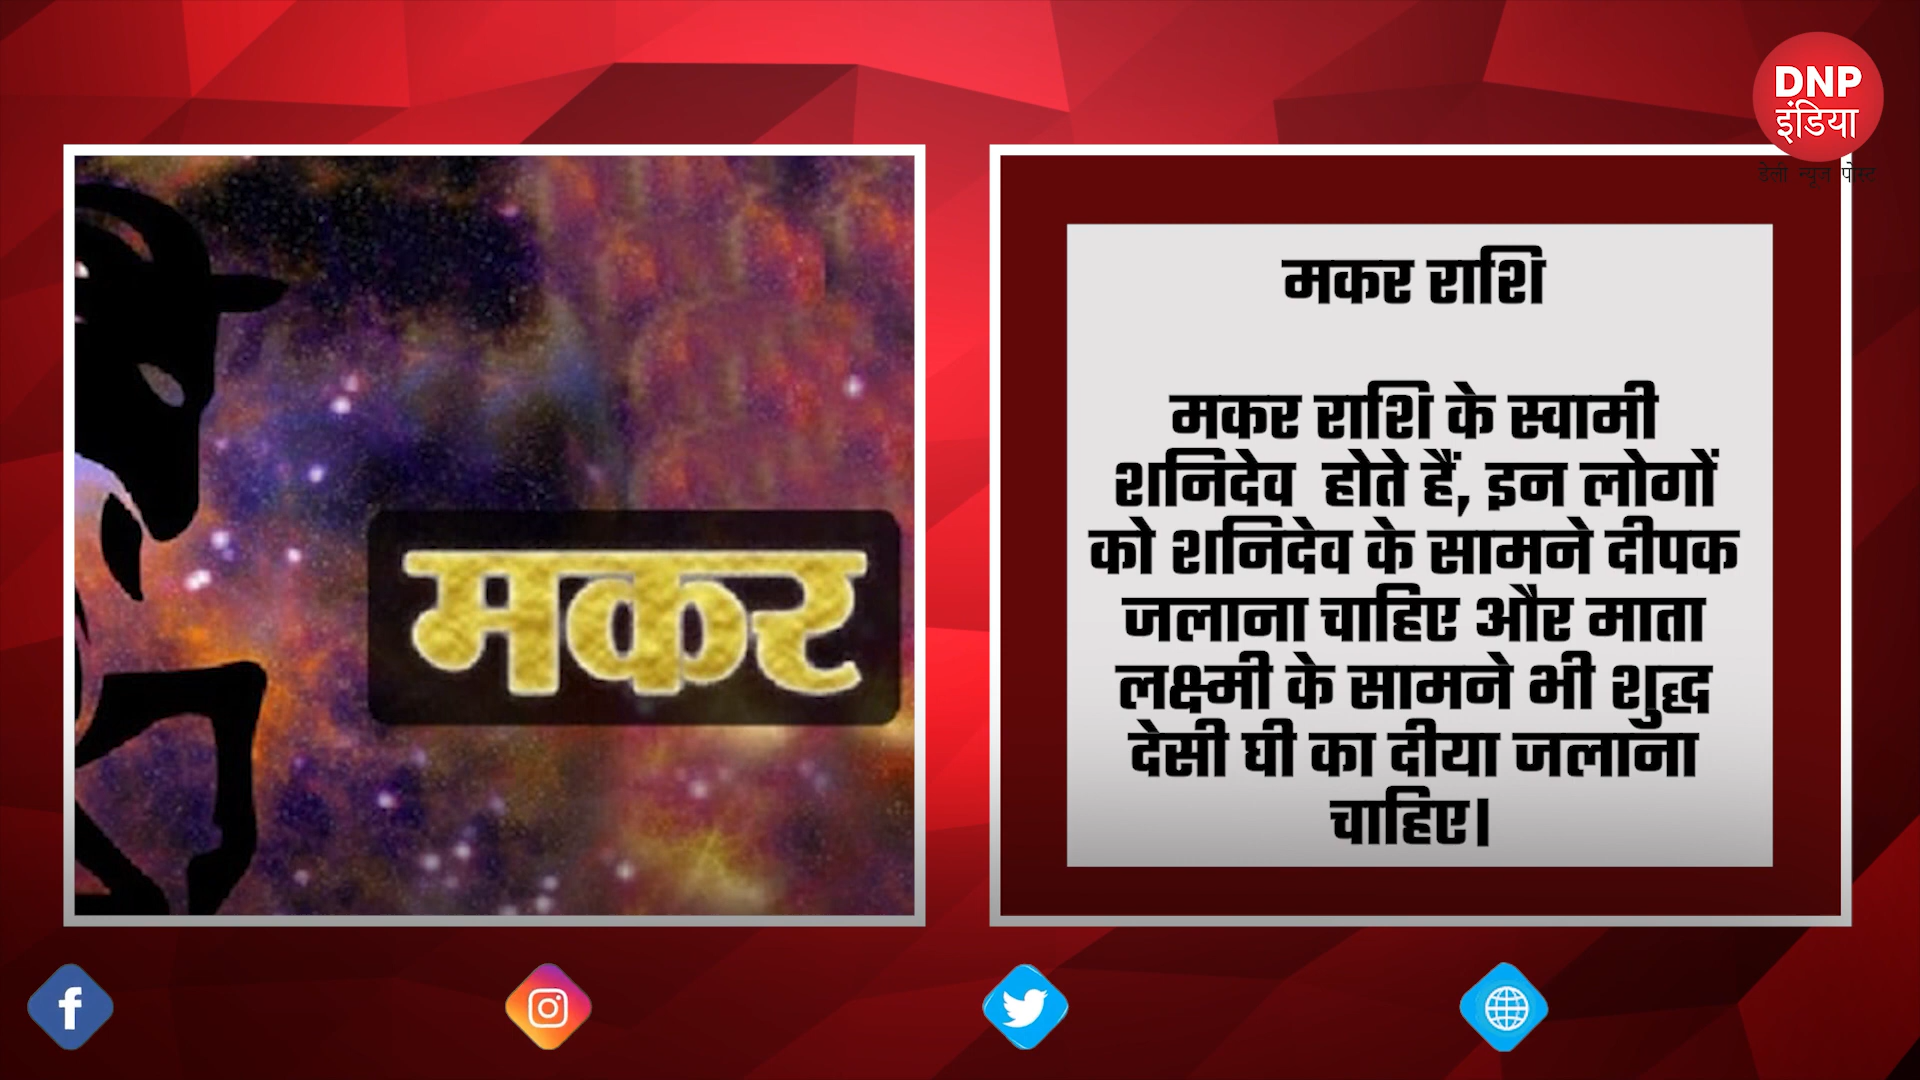 DNP
इंडिया
डेली न्यूज पोस्ट
मकर
मकर राशि
मकर राशि के स्वामी
शनिदेव होते हैं, इन लोगों
को शनिदेव के सामने दीपक
जलाना चाहिए और माता
लक्ष्मी के सामने भी शुद्ध
देसी घी का दीया जलाना
चाहिए।